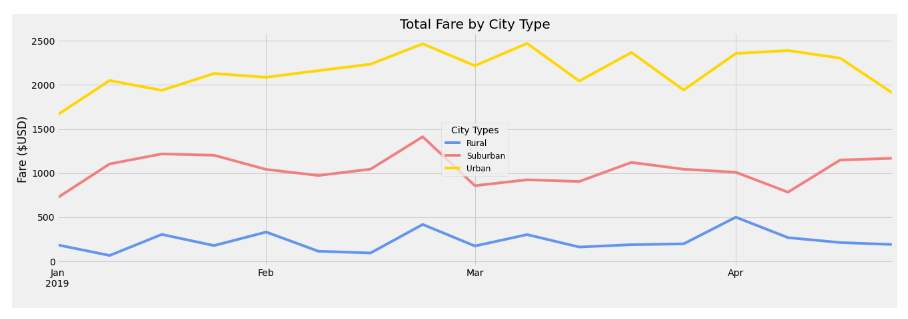 Total Fare by City Type
Fare ($USD)
2500
2000
1500
1000
500
0
City Types
Rural
Suburban
Urban
Jan
2019
Feb
Mar
Apr